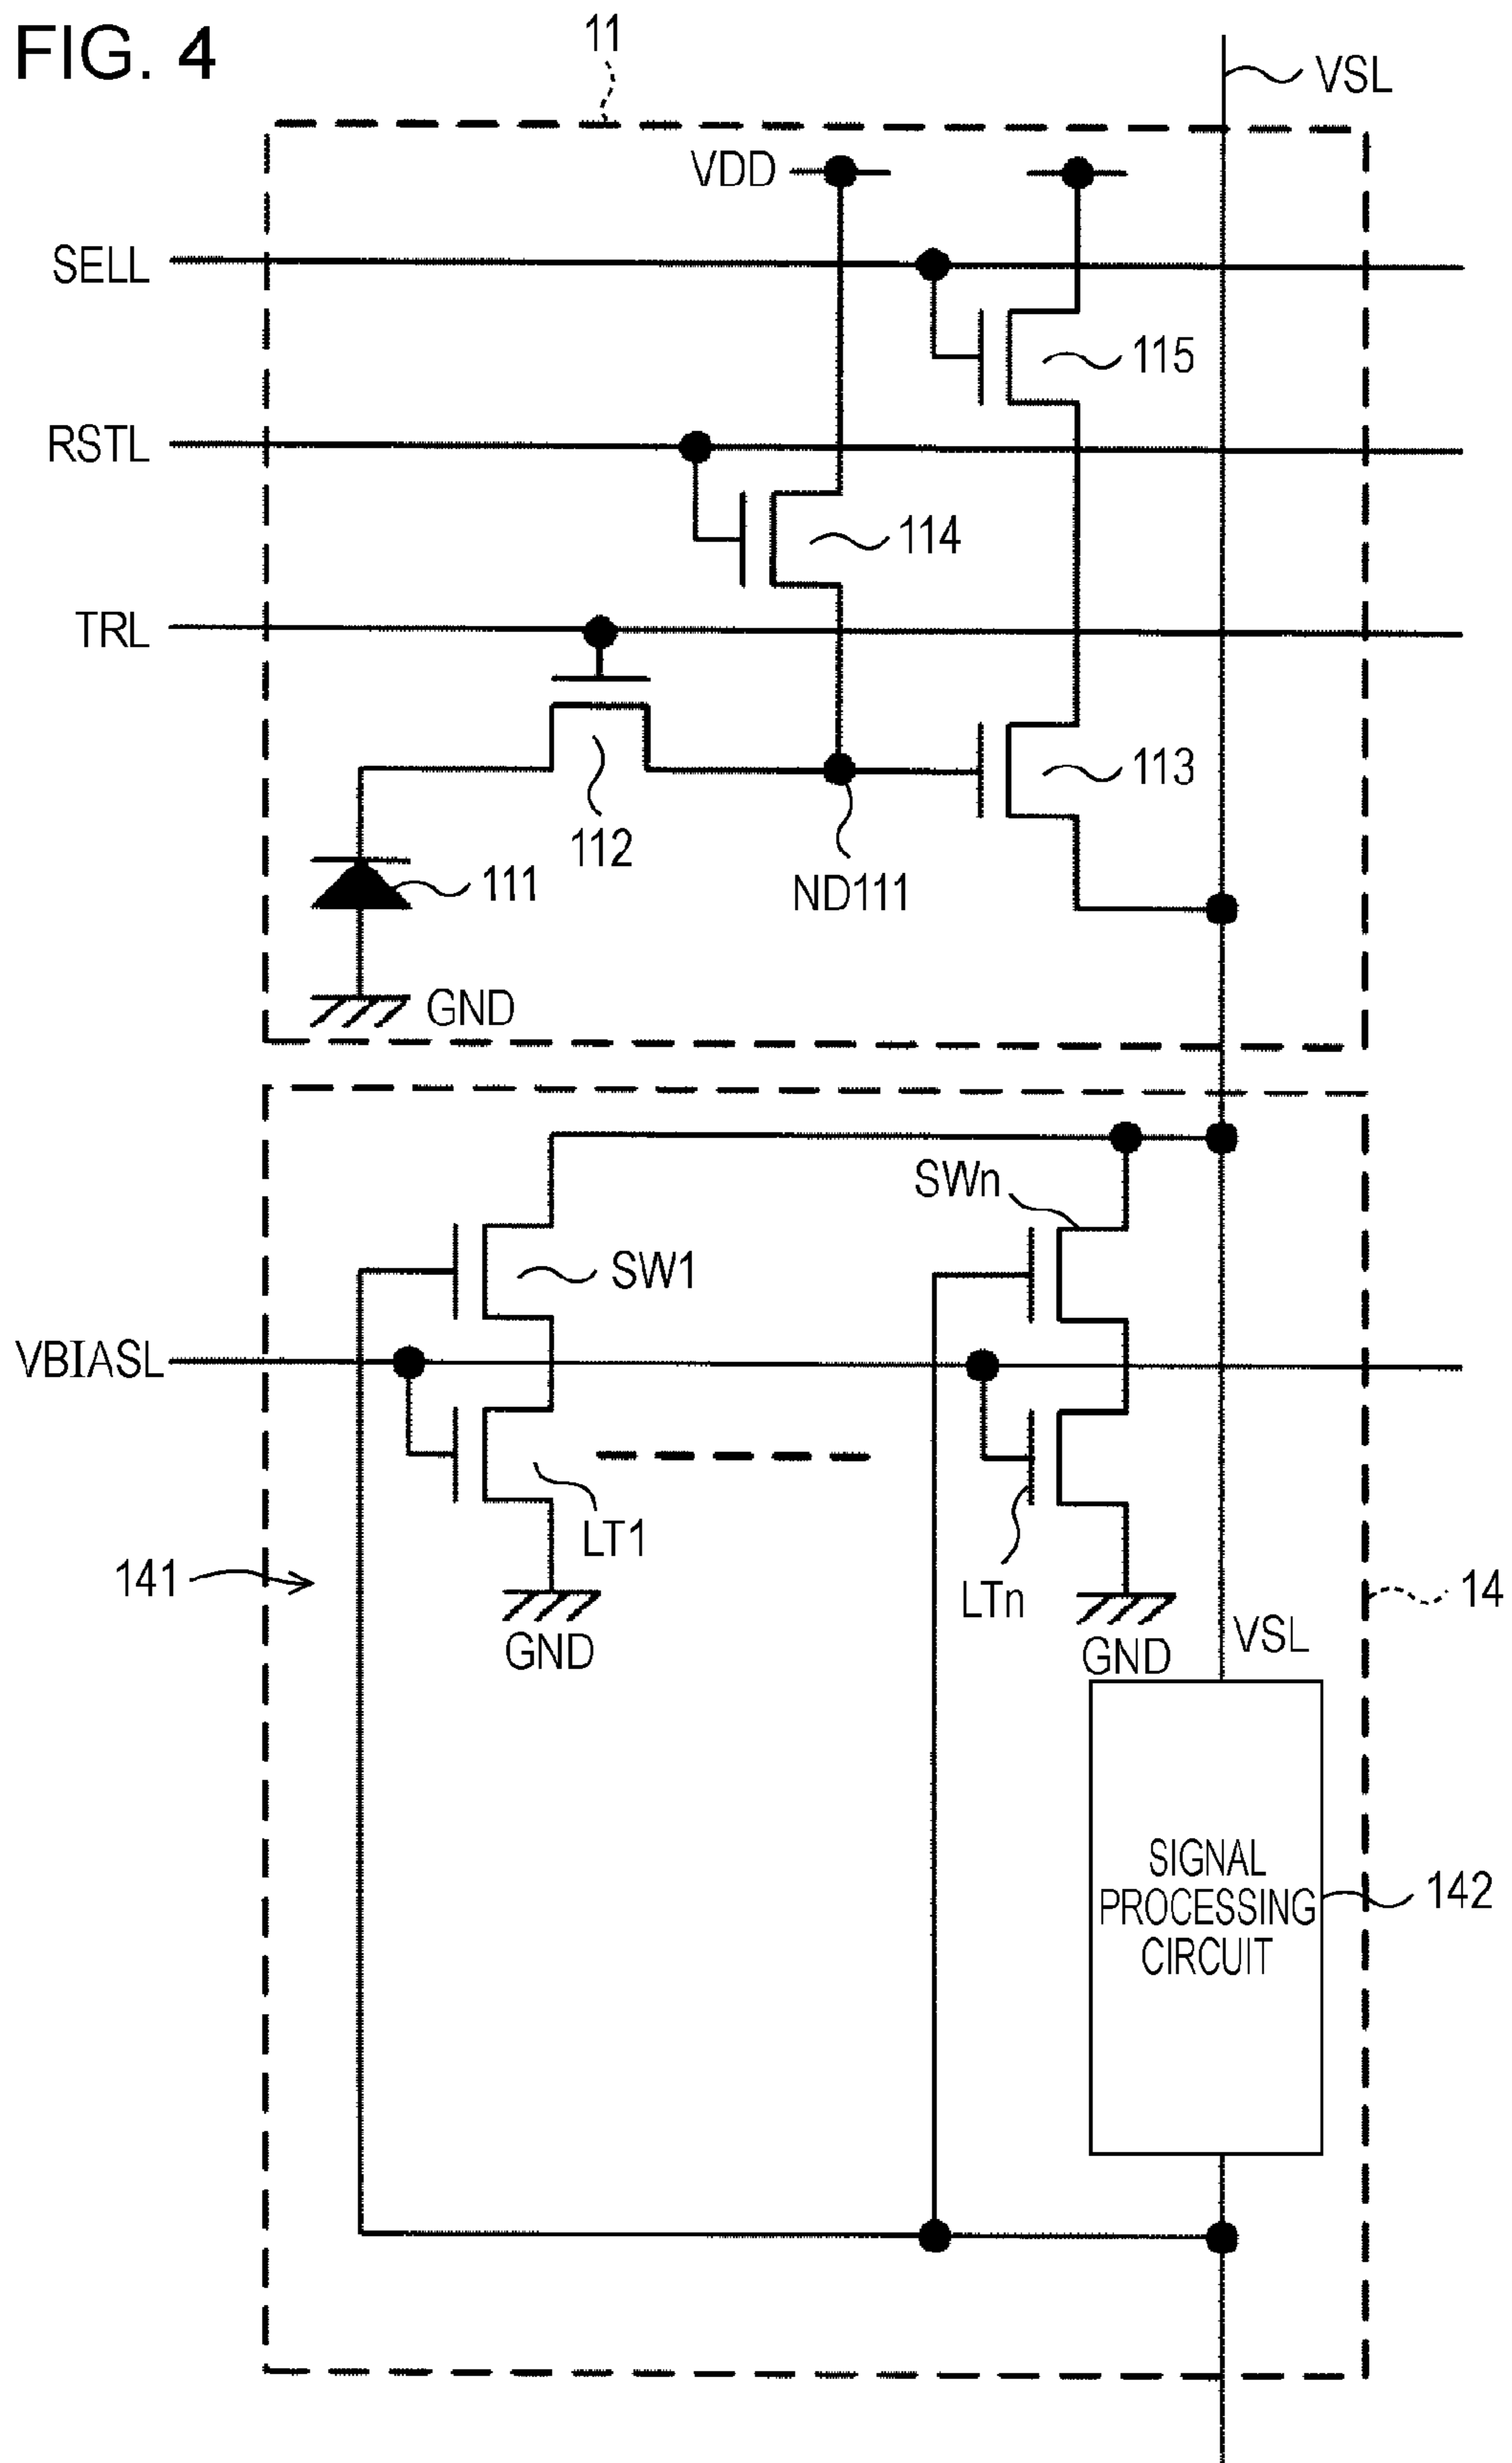 FIG. 4
11
VSL
VDD
SELL
115
RSTL
114
TRL
113
112
111
ND111
GND
SWn
SW1
VBIASL
LT1
141
LTn
14
GND
GND
VSL
SIGNAL
PROCESSING
CIRCUIT
142